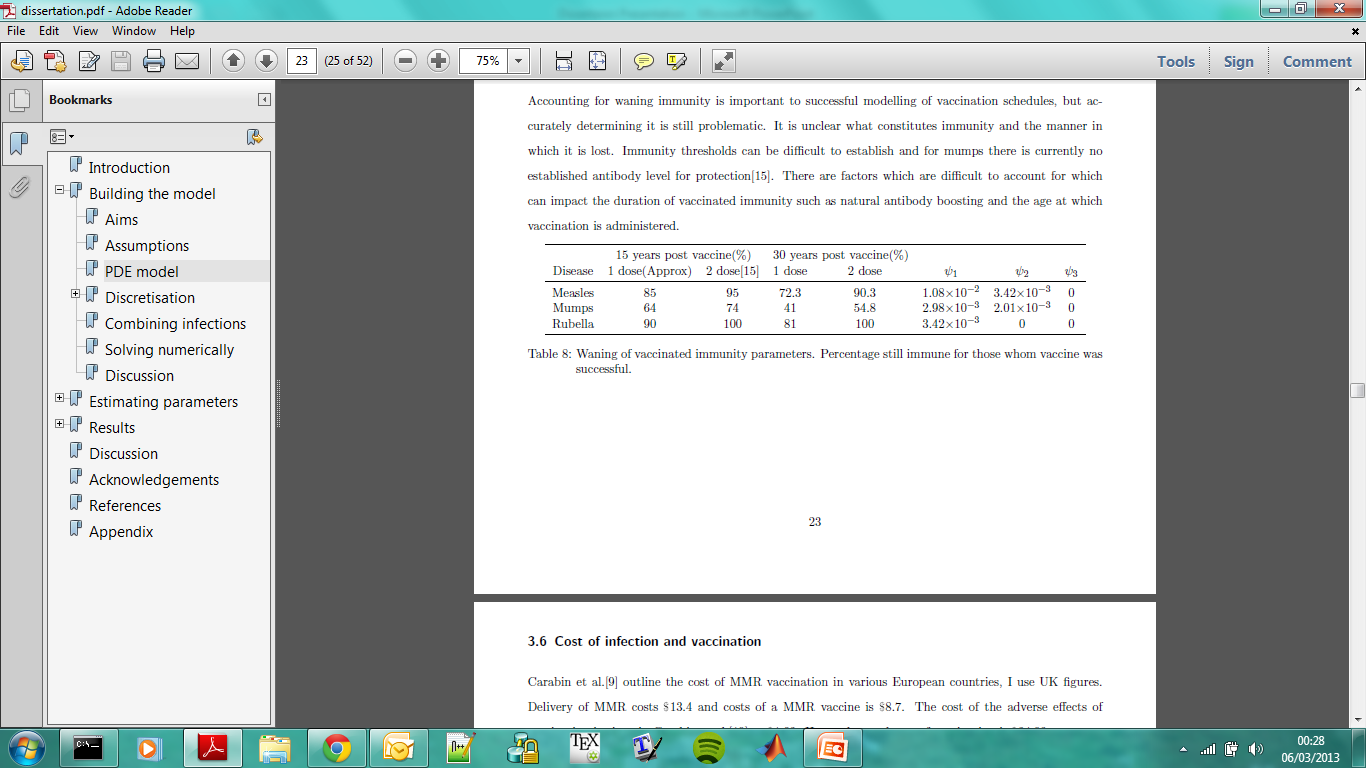 dissertation.pdf - Adobe Reader
File Edit View Window Help
23 (25 of 52) 75% Tools Sign Comment
Bookmarks
Introduction
Building the model
Aims
Assumptions
PDE model
Discretisation
Combining infections
Solving numerically
Discussion
Estimating parameters
Results
Discussion
Acknowledgements
References
Appendix
Accounting for waning immunity is important to successful modelling of vaccination schedules, but ac-
curately determining it is still problematic. It is unclear what constitutes immunity and the manner in
which it is lost. Immunity thresholds can be difficult to establish and for mumps there is currently no
established antibody level for protection[15]. There are factors which are difficult to account for which
can impact the duration of vaccinated immunity such as natural antibody boosting and the age at which
vaccination is administered.
15 years post vaccine(%) 30 years post vaccine(%)
Disease 1 dose(Approx) 2 dose[15] 1 dose 2 dose ψ₁ ψ₂ ψ₃
Measles 85 95 72.3 90.3 1.08×10⁻² 3.42×10⁻³ 0
Mumps 64 74 41 54.8 2.98×10⁻³ 2.01×10⁻³ 0
Rubella 90 100 81 100 3.42×10⁻³ 0 0
Table 8: Waning of vaccinated immunity parameters. Percentage still immune for those whom vaccine was
successful.
23
3.6 Cost of infection and vaccination
Carabin et al.[9] outline the cost of MMR vaccination in various European countries, I use UK figures.
Delivery of MMR costs $13.4 and costs of a MMR vaccine is $8.7. The cost of the adverse effects of
C:\
TEX
00:28
06/03/2013